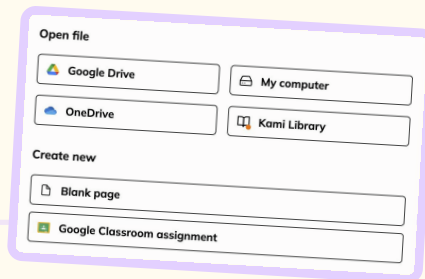 Open file
Google Drive
My computer
OneDrive
Kami Library
Create new
Blank page
Google Classroom assignment